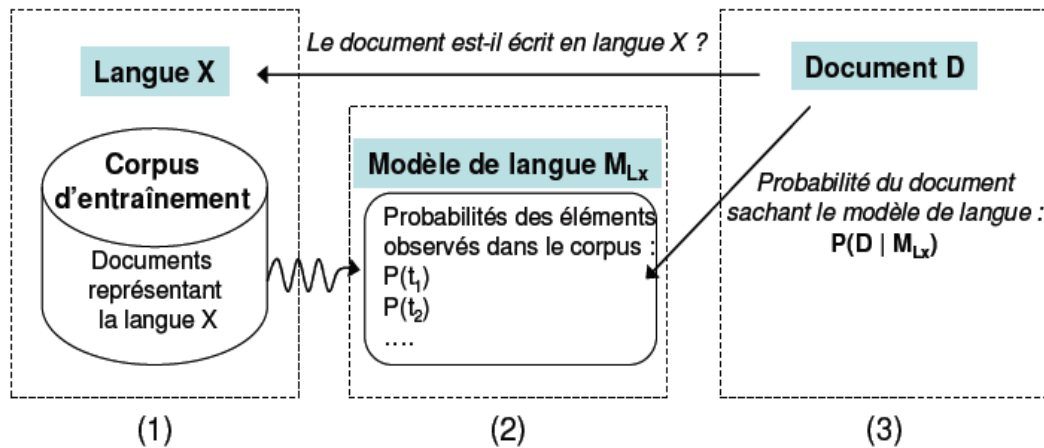 Le document est-il écrit en langue X ?
Langue X
Document D
Corpus
d'entraînement
Documents
représentant
la langue X
Modèle de langue M_Lx
Probabilités des éléments
observés dans le corpus :
P(t₁)
P(t₂)
....
Probabilité du document
sachant le modèle de langue :
P(D | M_Lx)
(1)
(2)
(3)